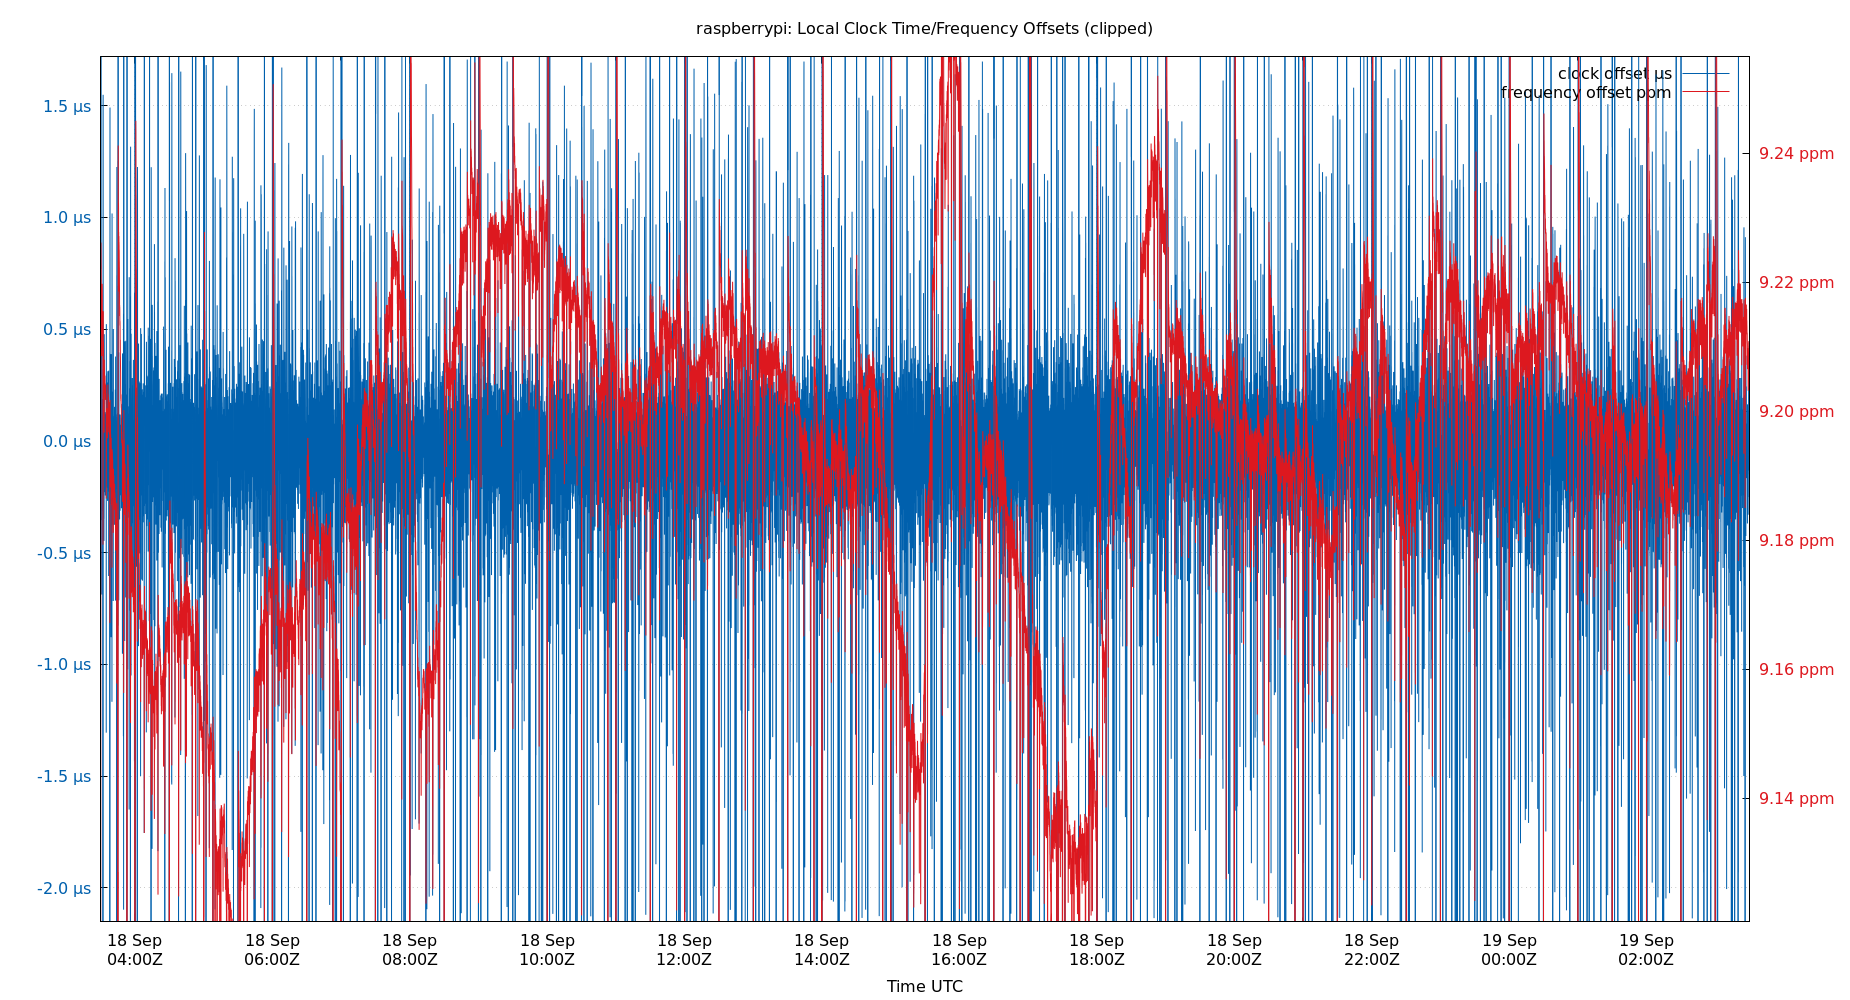 raspberrypi: Local Clock Time/Frequency Offsets (clipped)
clock offset µs
frequency offset ppm
1.5 µs
1.0 µs
0.5 µs
0.0 µs
-0.5 µs
-1.0 µs
-1.5 µs
-2.0 µs
9.24 ppm
9.22 ppm
9.20 ppm
9.18 ppm
9.16 ppm
9.14 ppm
18 Sep
04:00Z
18 Sep
06:00Z
18 Sep
08:00Z
18 Sep
10:00Z
18 Sep
12:00Z
18 Sep
14:00Z
18 Sep
16:00Z
18 Sep
18:00Z
18 Sep
20:00Z
18 Sep
22:00Z
19 Sep
00:00Z
19 Sep
02:00Z
Time UTC